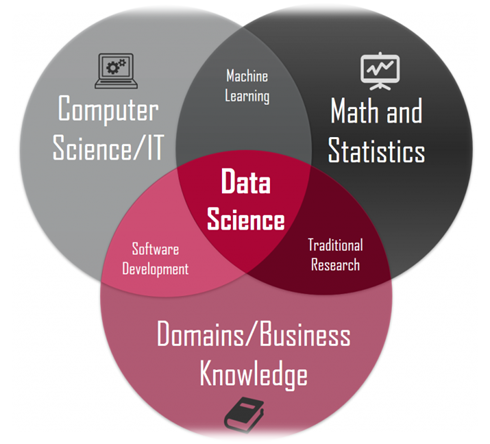 Machine
Learning
Computer
Science/IT
Math and
Statistics
Data
Science
Software
Development
Traditional
Research
Domains/Business
Knowledge